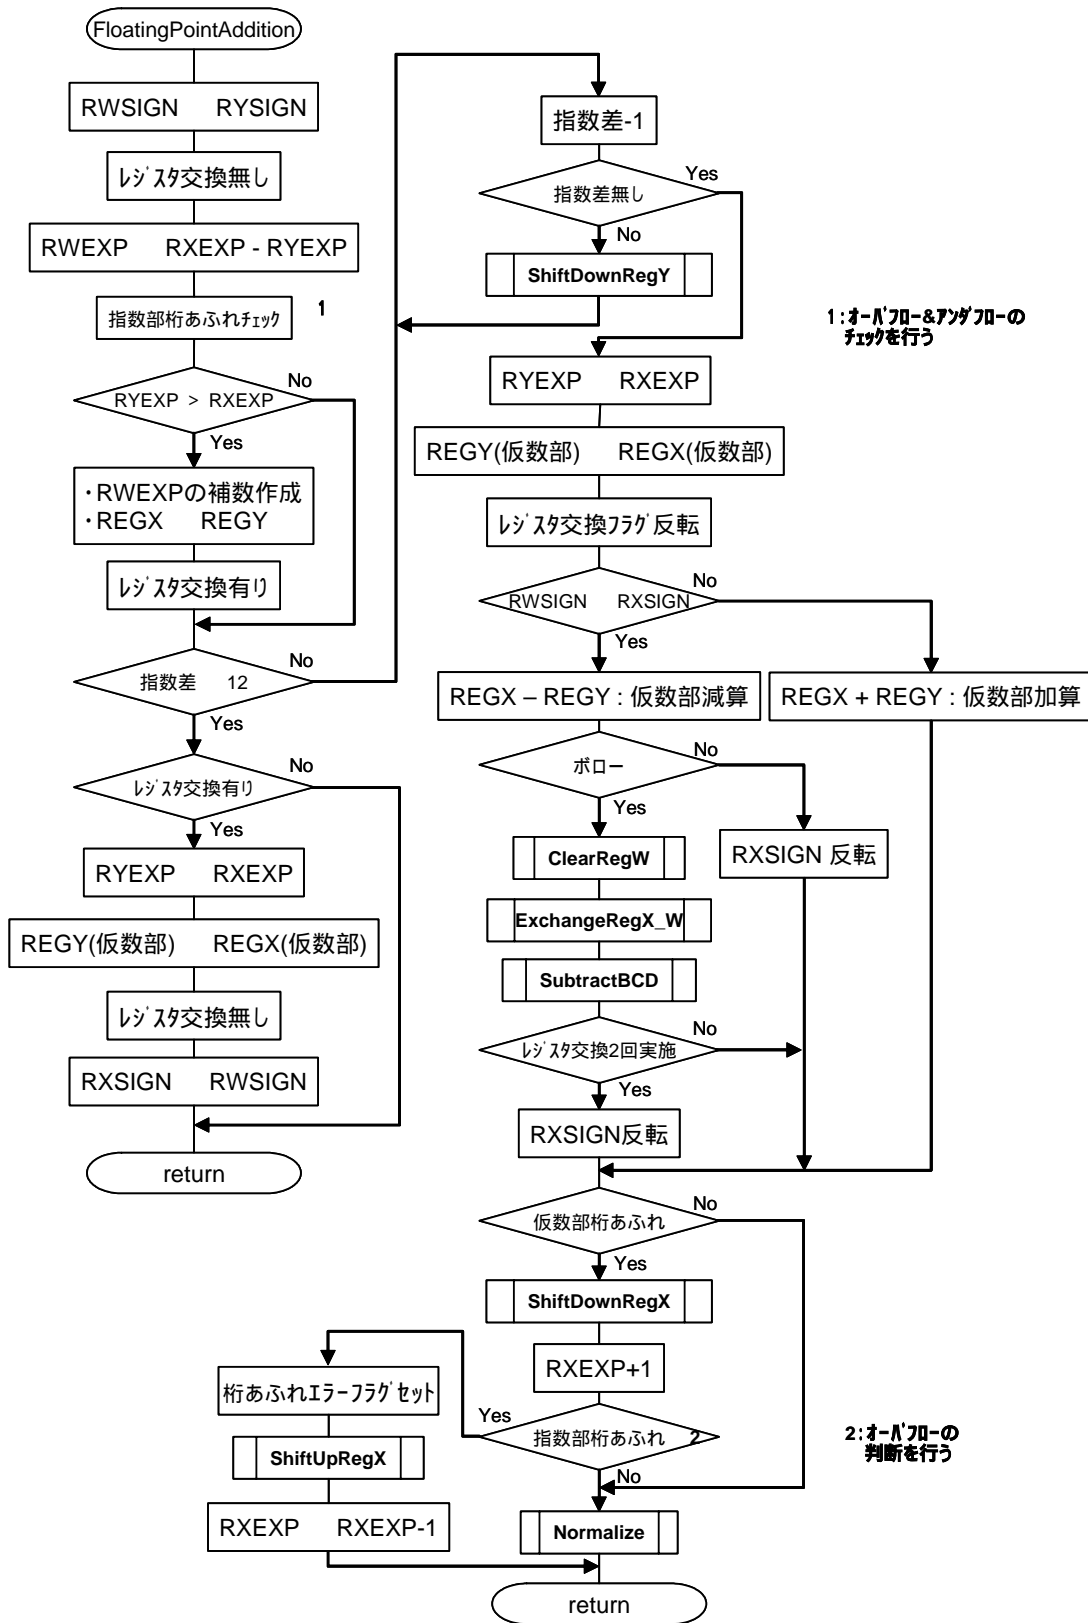 FloatingPointAddition
RWSIGN RYSIGN
レジスタ交換無し
RWEXP RXEXP - RYEXP
指数部桁あふれチェック 1
RYEXP > RXEXP
No
Yes
・RWEXPの補数作成
・REGX REGY
レジスタ交換有り
指数差 12
No
Yes
レジスタ交換有り
No
Yes
RYEXP RXEXP
REGY(仮数部) REGX(仮数部)
レジスタ交換無し
RXSIGN RWSIGN
return
指数差-1
指数差無し
Yes
No
ShiftDownRegY
1:オーバフロー&アンダフローの
チェックを行う
RYEXP RXEXP
REGY(仮数部) REGX(仮数部)
レジスタ交換フラグ反転
RWSIGN RXSIGN
No
Yes
REGX – REGY : 仮数部減算
REGX + REGY : 仮数部加算
ボロー
No
Yes
RXSIGN 反転
ClearRegW
ExchangeRegX_W
SubtractBCD
レジスタ交換2回実施
No
Yes
RXSIGN反転
仮数部桁あふれ
No
Yes
ShiftDownRegX
RXEXP+1
指数部桁あふれ 2
Yes
No
2:オーバフローの
判断を行う
桁あふれエラーフラグセット
ShiftUpRegX
RXEXP RXEXP-1
Normalize
return